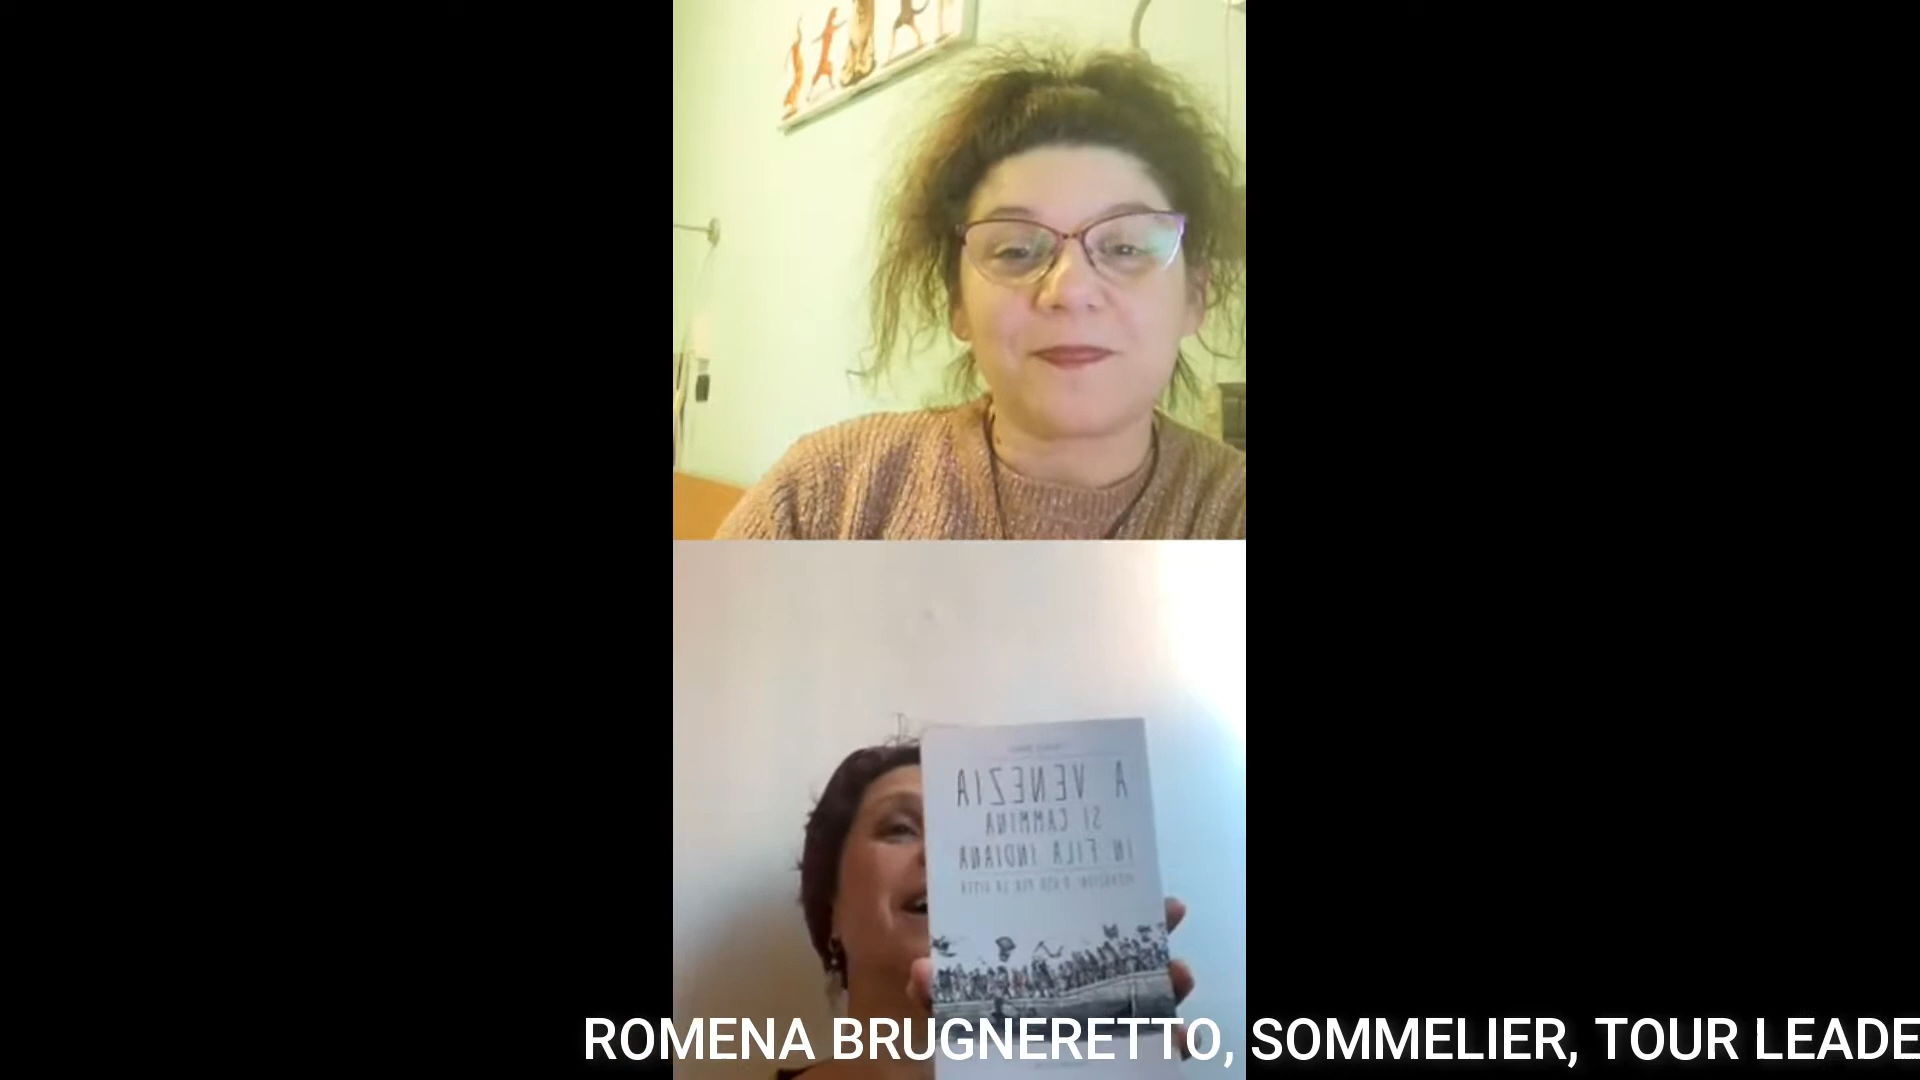 A VENEZIA
SI CAMMINA
IN FILA INDIANA
ROMENA BRUGNERETTO, SOMMELIER, TOUR LEADE